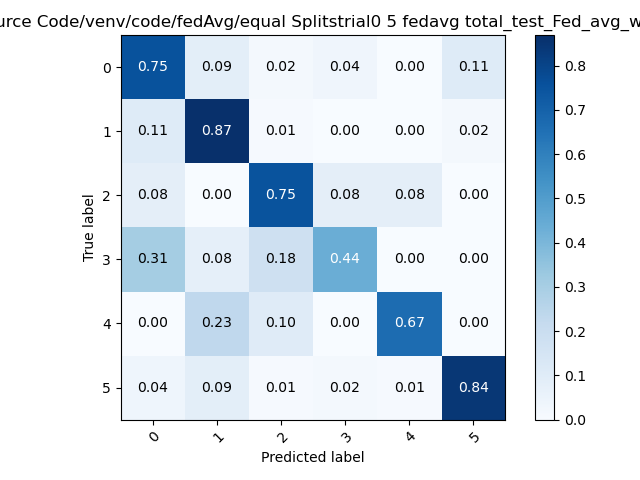 urce Code/venv/code/fedAvg/equal Splitstrial0 5 fedavg total_test_Fed_avg_w
True label
0 0.75 0.09 0.02 0.04 0.00 0.11
1 0.11 0.87 0.01 0.00 0.00 0.02
2 0.08 0.00 0.75 0.08 0.08 0.00
3 0.31 0.08 0.18 0.44 0.00 0.00
4 0.00 0.23 0.10 0.00 0.67 0.00
5 0.04 0.09 0.01 0.02 0.01 0.84
0 1 2 3 4 5
Predicted label
0.8
0.7
0.6
0.5
0.4
0.3
0.2
0.1
0.0